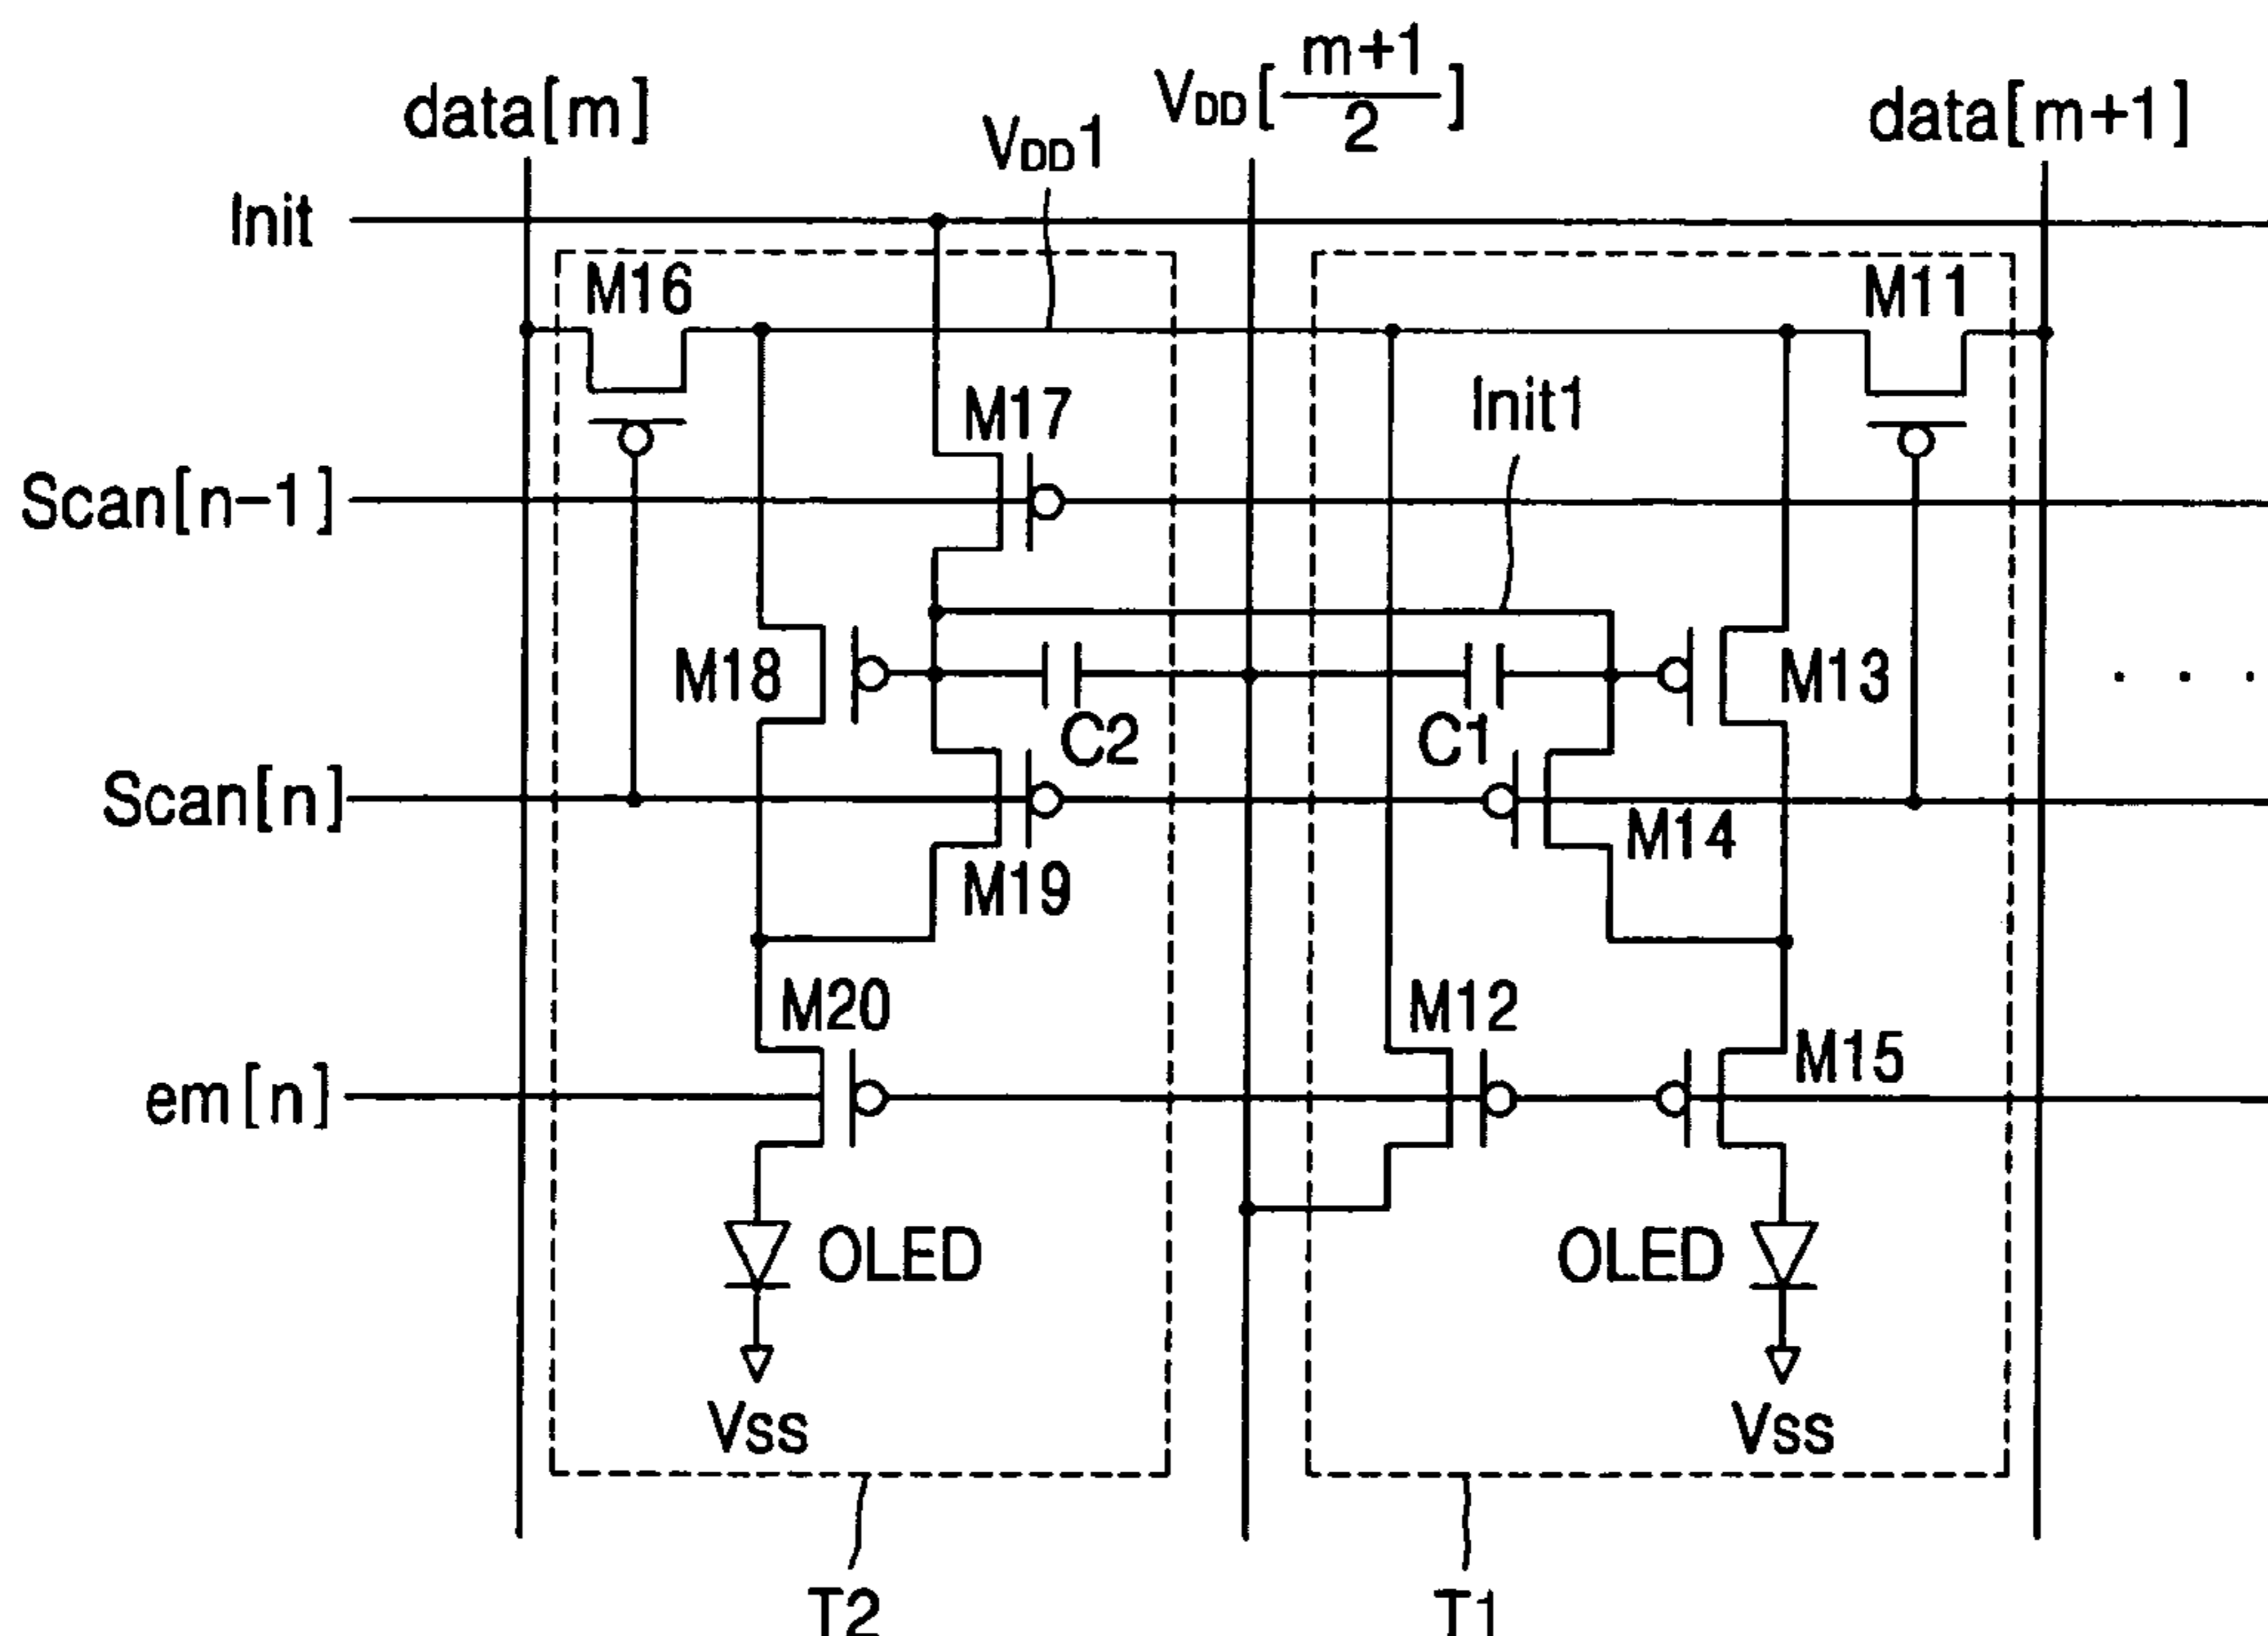 data[m]
VDD1
VDD[m+1/2]
data[m+1]
Init
M16
M11
M17
Init1
Scan[n-1]
M18
M13
. . .
C2
C1
Scan[n]
M14
M19
M20
M12
M15
em[n]
OLED
OLED
VSS
VSS
T2
T1